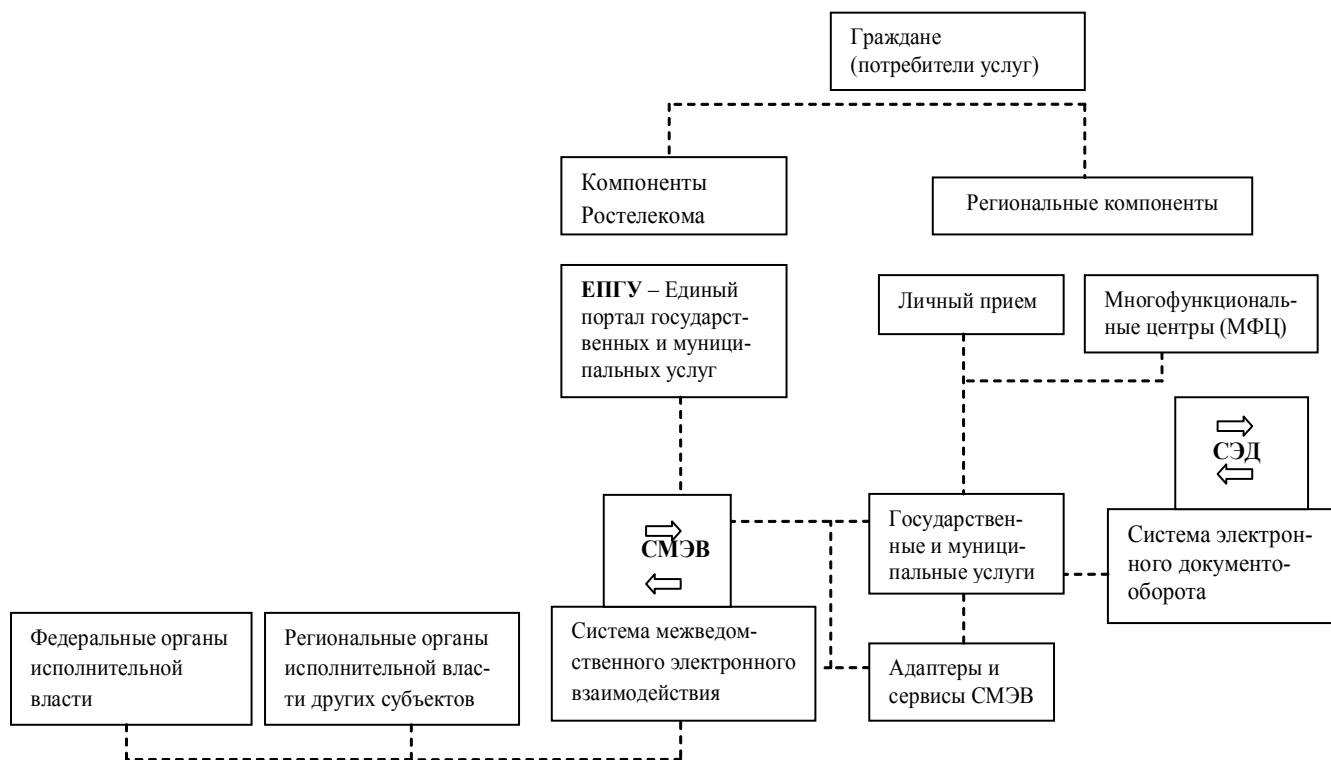 Граждане
(потребители услуг)
Компоненты
Ростелекома
Региональные компоненты
ЕПГУ – Единый
портал государст-
венных и муници-
пальных услуг
Личный прием
Многофункциональ-
ные центры (МФЦ)
СЭД
СМЭВ
Государствен-
ные и муници-
пальные услуги
Система электрон-
ного документо-
оборота
Федеральные органы
исполнительной
власти
Региональные органы
исполнительной влас-
ти других субъектов
Система межведом-
ственного электронного
взаимодействия
Адаптеры и
сервисы СМЭВ